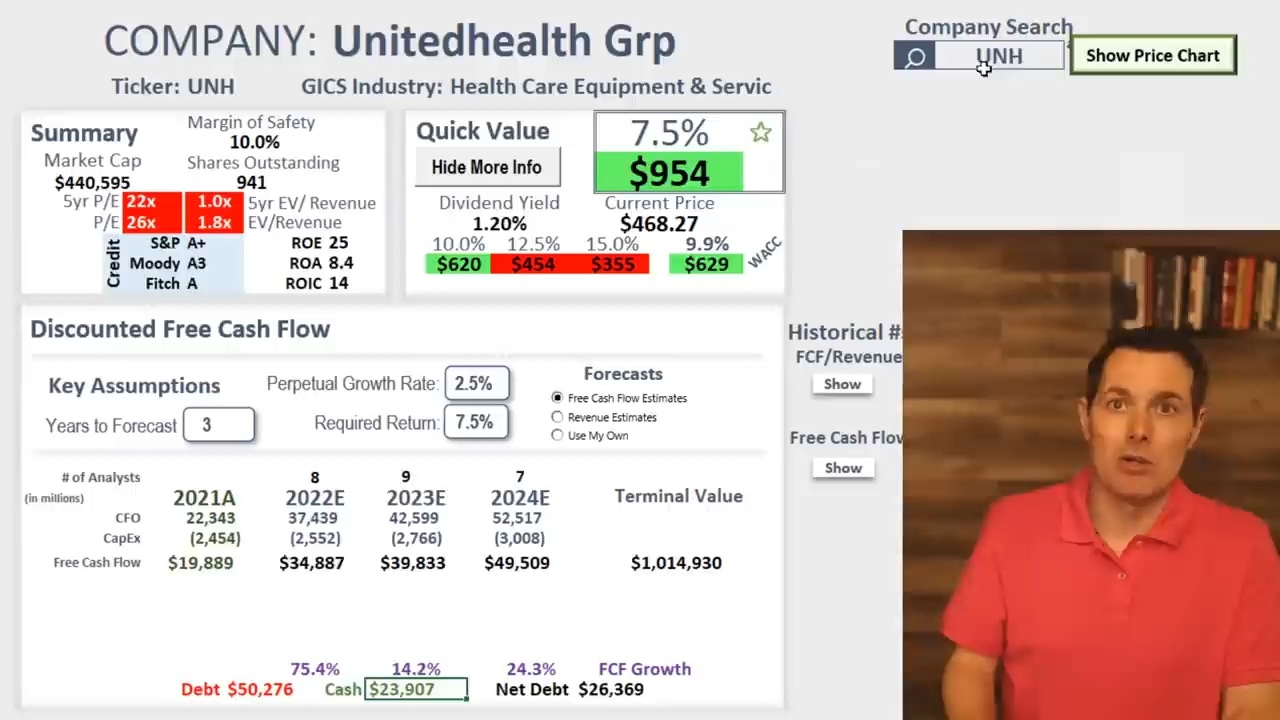 COMPANY: Unitedhealth Grp
Ticker: UNH
GICS Industry: Health Care Equipment & Servic
Company Search
UNH
Show Price Chart
Summary
Margin of Safety
10.0%
Market Cap
$440,595
Shares Outstanding
941
5yr P/E 22x 1.0x 5yr EV/ Revenue
P/E 26x 1.8x EV/Revenue
Credit
S&P A+ ROE 25
Moody A3 ROA 8.4
Fitch A ROIC 14
Quick Value
Hide More Info
7.5%
$954
Dividend Yield
1.20%
Current Price
$468.27
10.0% 12.5% 15.0% 9.9%
$620 $454 $355 $629
WACC
Discounted Free Cash Flow
Key Assumptions
Years to Forecast 3
Perpetual Growth Rate: 2.5%
Required Return: 7.5%
Forecasts
Free Cash Flow Estimates
Revenue Estimates
Use My Own
# of Analysts 8 9 7
(in millions) 2021A 2022E 2023E 2024E Terminal Value
CFO 22,343 37,439 42,599 52,517
CapEx (2,454) (2,552) (2,766) (3,008)
Free Cash Flow $19,889 $34,887 $39,833 $49,509 $1,014,930
75.4% 14.2% 24.3% FCF Growth
Debt $50,276 Cash $23,907 Net Debt $26,369
Historical #
FCF/Revenue
Show
Free Cash Flow
Show